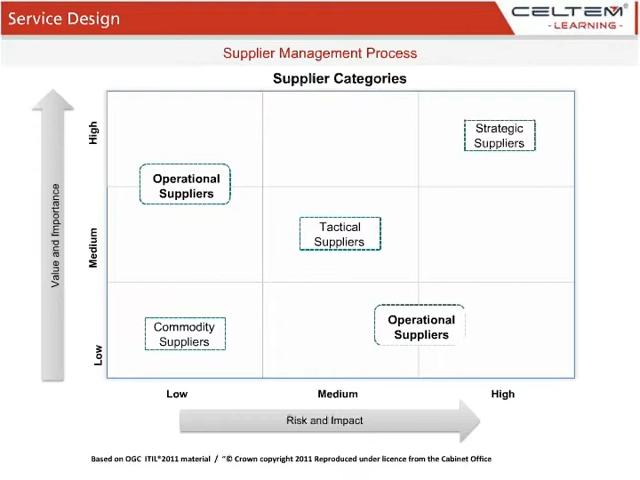 Service Design
CELTEM
- LEARNING -
Supplier Management Process
Supplier Categories
High
Strategic
Suppliers
Operational
Suppliers
Value and Importance
Medium
Tactical
Suppliers
Low
Commodity
Suppliers
Operational
Suppliers
Low
Medium
High
Risk and Impact
Based on OGC ITIL®2011 material / "© Crown copyright 2011 Reproduced under licence from the Cabinet Office